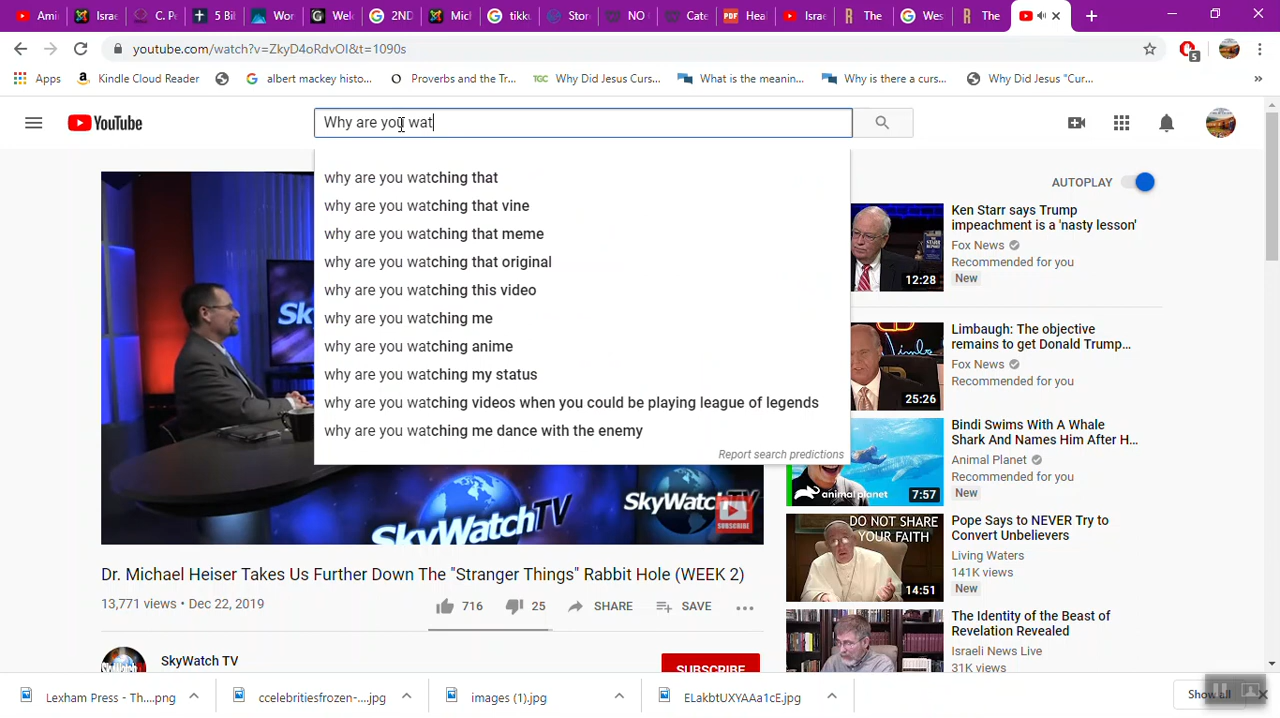 Ami
Israe
C. P
5 Bil
Wor
Welc
2ND
Mich
tikku
Stor
NO
Cate
PDF Heal
Israe
The
Wes
The
youtube.com/watch?v=ZkyD4oRdvOI&t=1090s
5
Apps
Kindle Cloud Reader
albert mackey histo...
Proverbs and the Tr...
TGC Why Did Jesus Curs...
What is the meanin...
Why is there a curs...
Why Did Jesus "Cur...
YouTube
Why are you wat
why are you watching that
why are you watching that vine
why are you watching that meme
why are you watching that original
why are you watching this video
why are you watching me
why are you watching anime
why are you watching my status
why are you watching videos when you could be playing league of legends
why are you watching me dance with the enemy
Report search predictions
SkyWatchTV
SkyWatchTV
SUBSCRIBE
Dr. Michael Heiser Takes Us Further Down The "Stranger Things" Rabbit Hole (WEEK 2)
13,771 views • Dec 22, 2019
716
25
SHARE
SAVE
SkyWatch TV
SUBSCRIBE
AUTOPLAY
12:28
Ken Starr says Trump
impeachment is a 'nasty lesson'
Fox News
Recommended for you
New
25:26
Limbaugh: The objective
remains to get Donald Trump...
Fox News
Recommended for you
animal planet
7:57
Bindi Swims With A Whale
Shark And Names Him After H...
Animal Planet
Recommended for you
New
DO NOT SHARE
YOUR FAITH
14:51
Pope Says to NEVER Try to
Convert Unbelievers
Living Waters
141K views
New
The Identity of the Beast of
Revelation Revealed
Israeli News Live
31K views
Lexham Press - Th....png
ccelebritiesfrozen-....jpg
images (1).jpg
ELakbtUXYAAa1cE.jpg
Show all